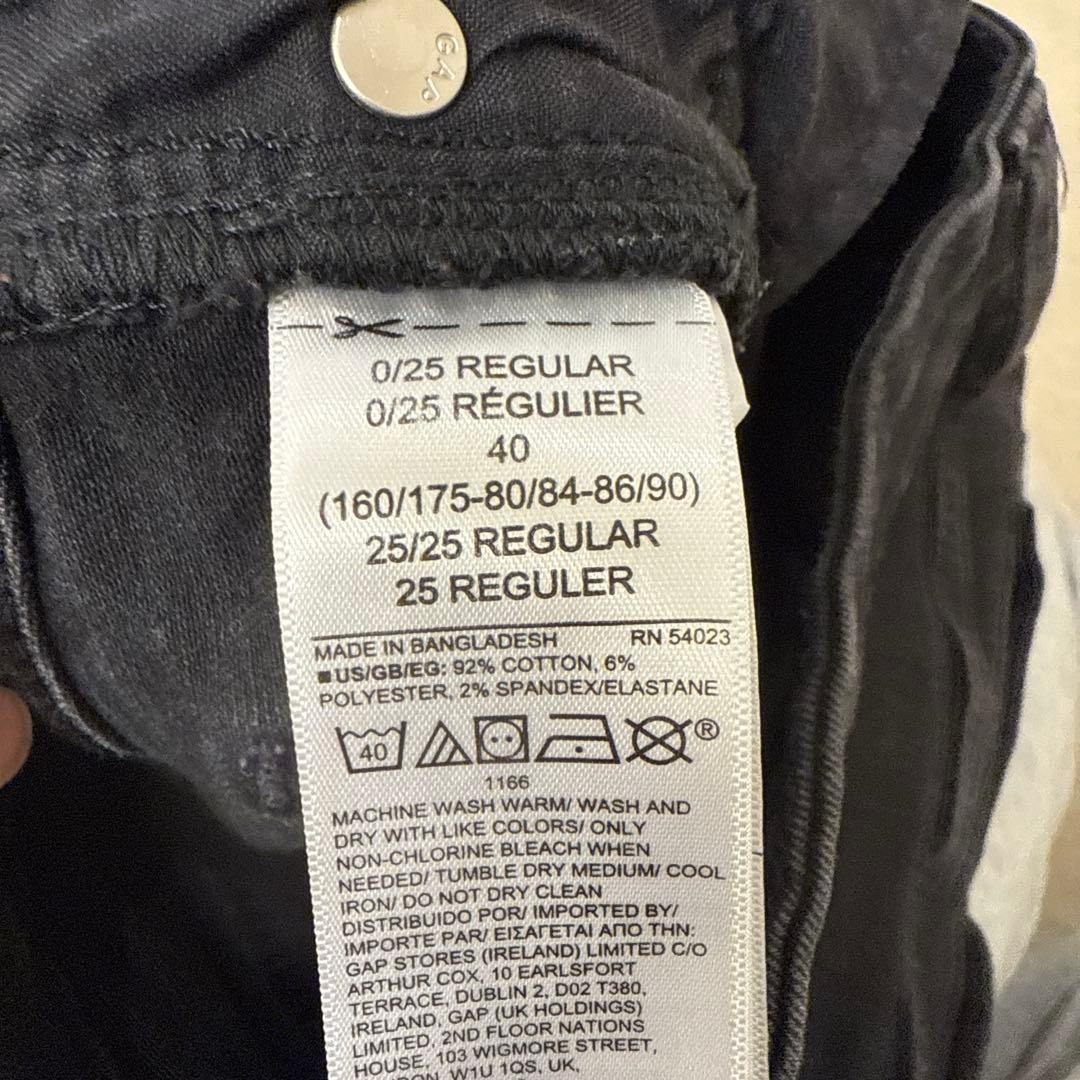 GAP
0/25 REGULAR
0/25 RÉGULIER
40
(160/175-80/84-86/90)
25/25 REGULAR
25 REGULER
MADE IN BANGLADESH RN 54023
■US/GB/EG: 92% COTTON, 6%
POLYESTER, 2% SPANDEX/ELASTANE
40 ®
1166
MACHINE WASH WARM/ WASH AND
DRY WITH LIKE COLORS/ ONLY
NON-CHLORINE BLEACH WHEN
NEEDED/ TUMBLE DRY MEDIUM/ COOL
IRON/ DO NOT DRY CLEAN
DISTRIBUIDO POR/ IMPORTED BY/
IMPORTE PAR/ ΕΙΣΑΓΕΤΑΙ ΑΠΟ ΤΗΝ:
GAP STORES (IRELAND) LIMITED C/O
ARTHUR COX, 10 EARLSFORT
TERRACE, DUBLIN 2, D02 T380,
IRELAND, GAP (UK HOLDINGS)
LIMITED, 2ND FLOOR NATIONS
HOUSE, 103 WIGMORE STREET,
W1U 1QS, UK,